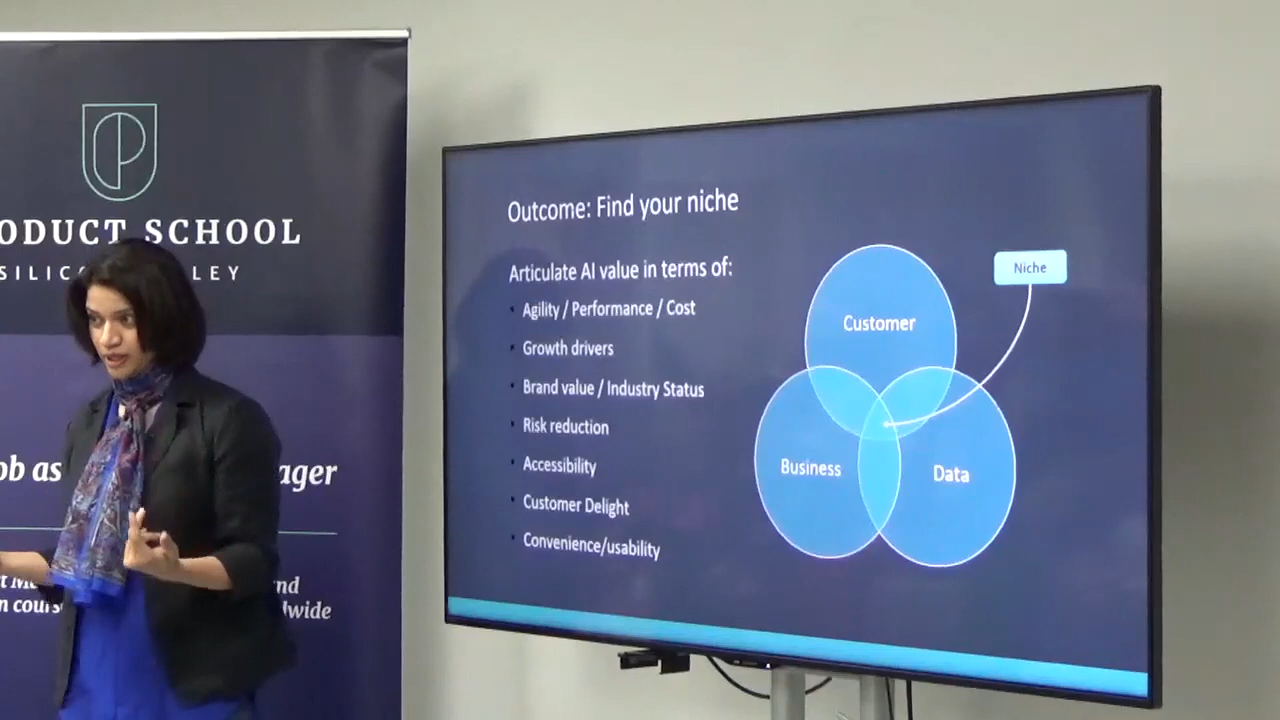 ODUCT SCHOOL
SILIC LEY
ob as ager
nd
n cours dwide
Outcome: Find your niche
Articulate AI value in terms of:
Agility / Performance / Cost
Growth drivers
Brand value / Industry Status
Risk reduction
Accessibility
Customer Delight
Convenience/usability
Niche
Customer
Business
Data